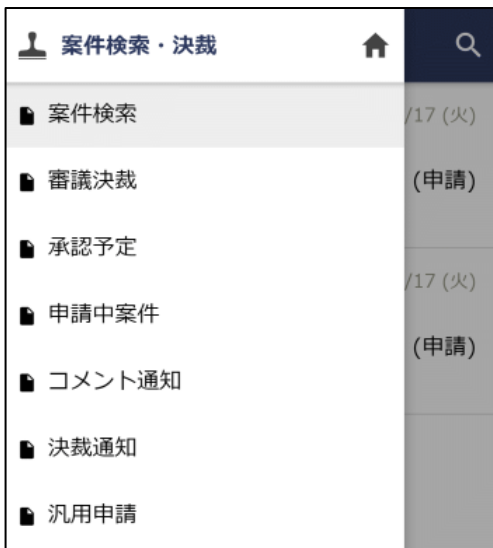 案件検索・決裁
案件検索
/17 (火)
審議決裁
(申請)
承認予定
/17 (火)
申請中案件
(申請)
コメント通知
決裁通知
汎用申請